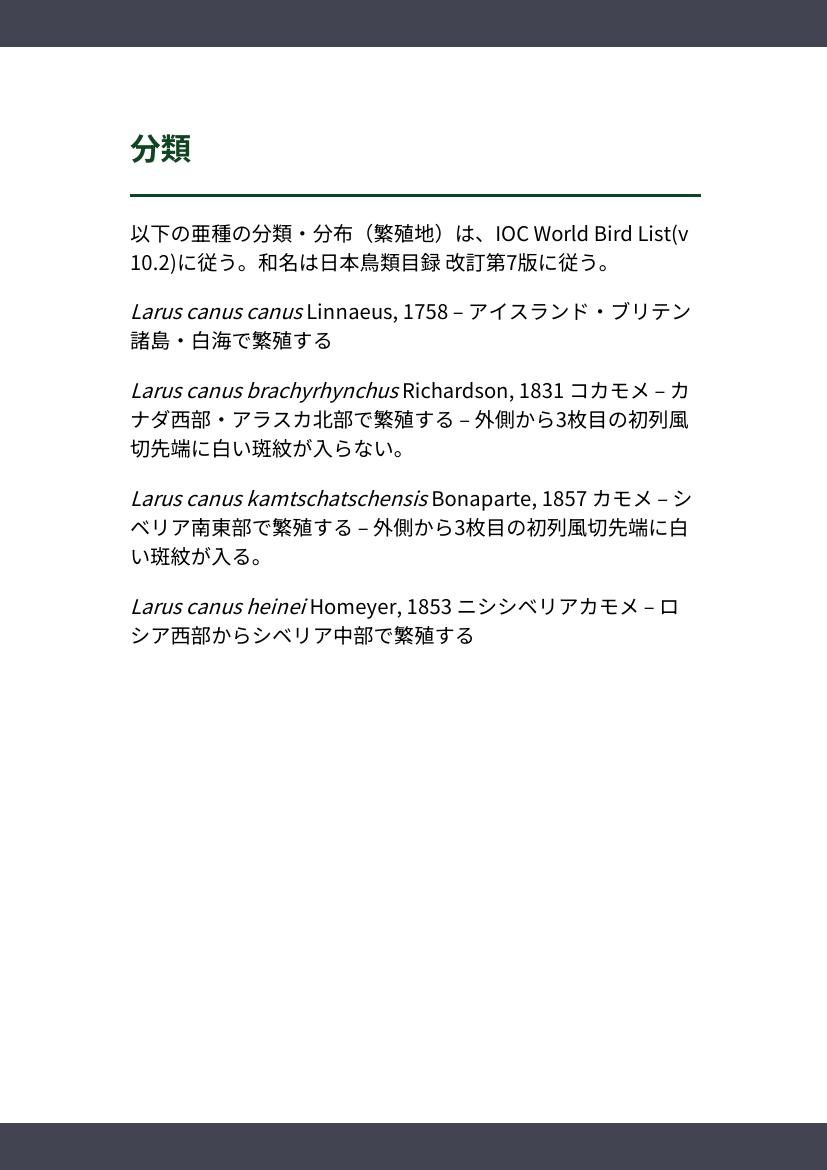 分類
以下の亜種の分類・分布（繁殖地）は、IOC World Bird List(v
10.2)に従う。和名は日本鳥類目録 改訂第7版に従う。
Larus canus canus Linnaeus, 1758 – アイスランド・ブリテン
諸島・白海で繁殖する
Larus canus brachyrhynchus Richardson, 1831 コカモメ – カ
ナダ西部・アラスカ北部で繁殖する – 外側から3枚目の初列風
切先端に白い斑紋が入らない。
Larus canus kamtschatschensis Bonaparte, 1857 カモメ – シ
ベリア南東部で繁殖する – 外側から3枚目の初列風切先端に白
い斑紋が入る。
Larus canus heinei Homeyer, 1853 ニシシベリアカモメ – ロ
シア西部からシベリア中部で繁殖する